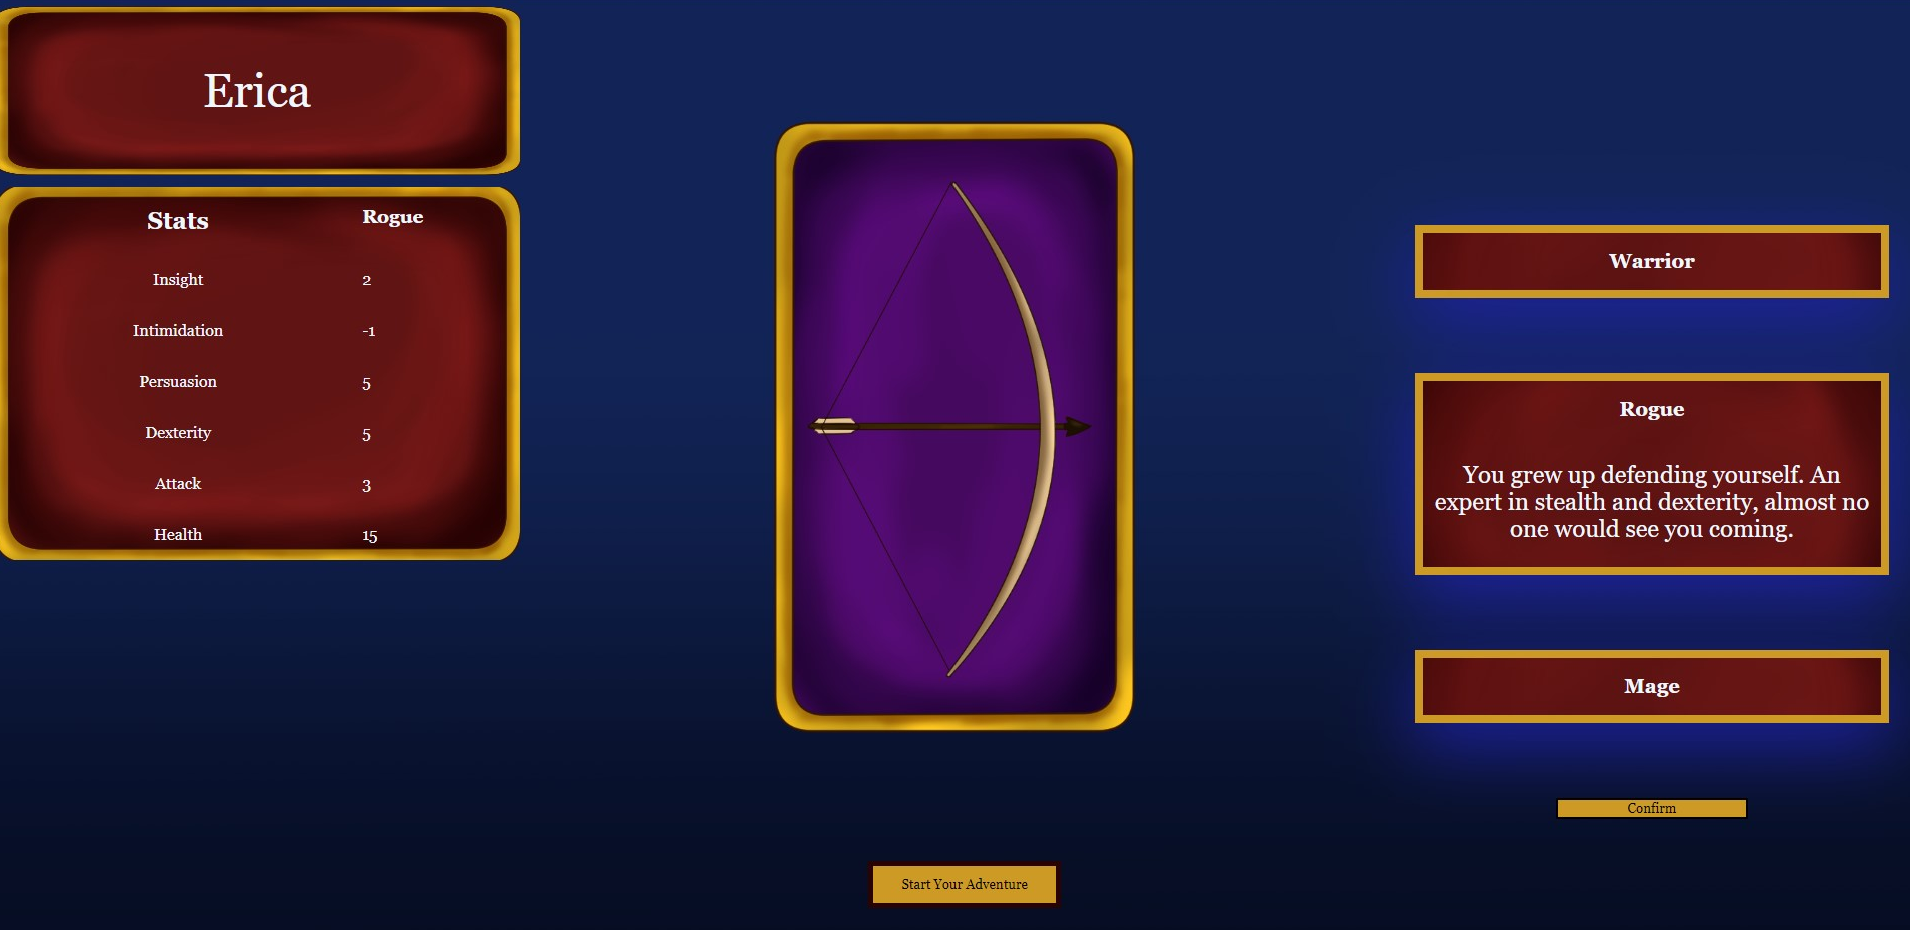 Erica
Stats Rogue
Insight 2
Intimidation -1
Persuasion 5
Dexterity 5
Attack 3
Health 15
Warrior
Rogue
You grew up defending yourself. An
expert in stealth and dexterity, almost no
one would see you coming.
Mage
Confirm
Start Your Adventure